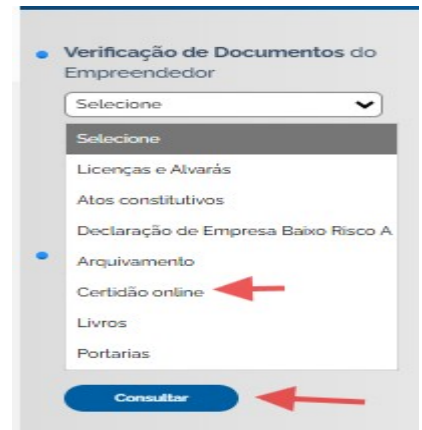 Verificação de Documentos do
Empreendedor
Selecione
Selecione
Licenças e Alvarás
Atos constitutivos
Declaração de Empresa Baixo Risco A
Arquivamento
Certidão online
Livros
Portarias
Consultar